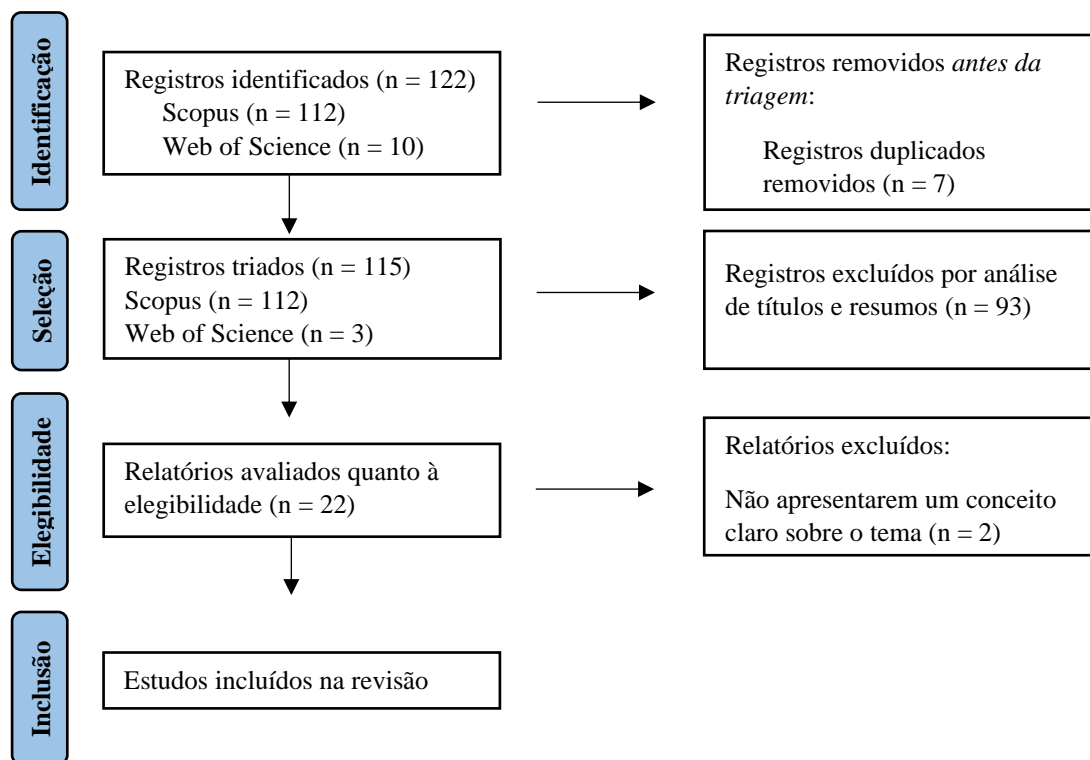 Identificação
Registros identificados (n = 122)
Scopus (n = 112)
Web of Science (n = 10)
Registros removidos antes da
triagem:
Registros duplicados
removidos (n = 7)
Seleção
Registros triados (n = 115)
Scopus (n = 112)
Web of Science (n = 3)
Registros excluídos por análise
de títulos e resumos (n = 93)
Elegibilidade
Relatórios avaliados quanto à
elegibilidade (n = 22)
Relatórios excluídos:
Não apresentarem um conceito
claro sobre o tema (n = 2)
Inclusão
Estudos incluídos na revisão